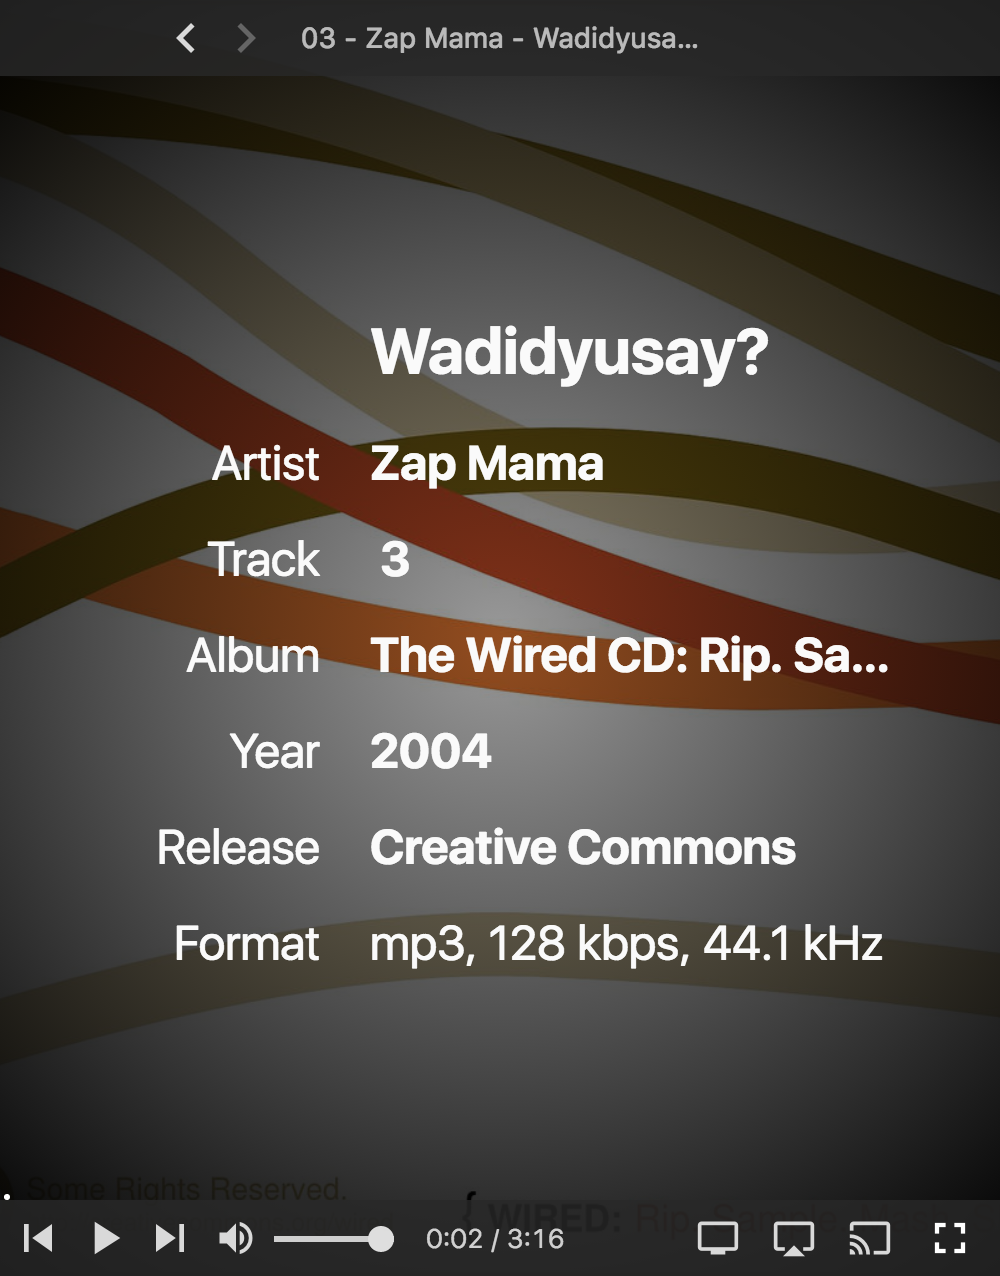 03 - Zap Mama - Wadidyusa...
Wadidyusay?
Artist Zap Mama
Track 3
Album The Wired CD: Rip. Sa...
Year 2004
Release Creative Commons
Format mp3, 128 kbps, 44.1 kHz
Some Rights Reserved.
{ WIRED: Rip. Sample. Mash.
0:02 / 3:16